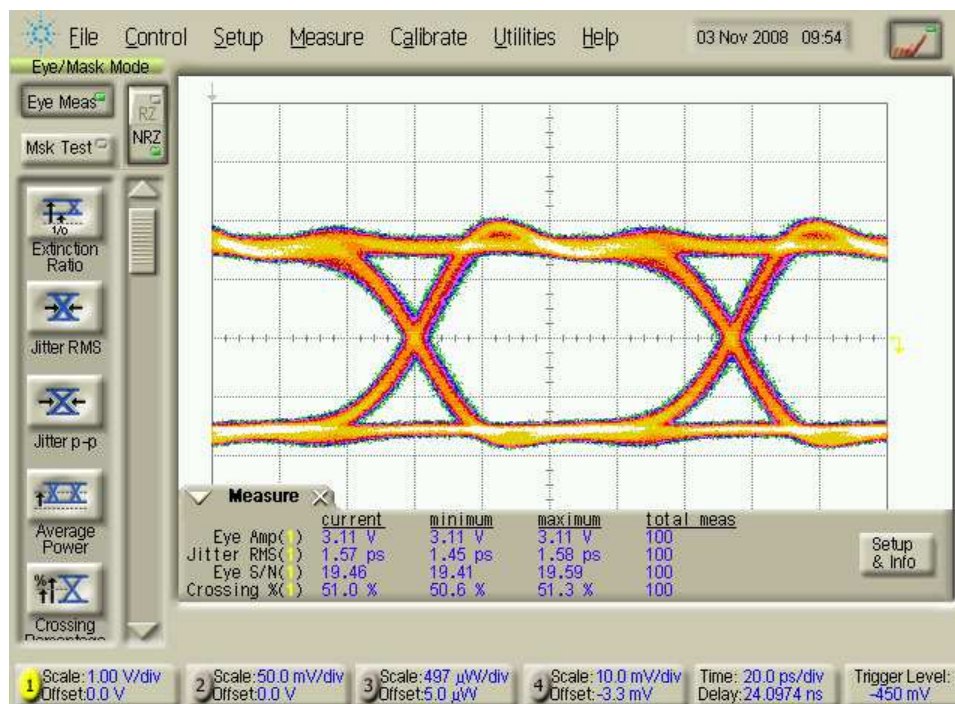 File Control Setup Measure Calibrate Utilities Help 03 Nov 2008 09:54
Eye/Mask Mode
Eye Meas
RZ
NRZ
Msk Test
1/0
Extinction
Ratio
Jitter RMS
Jitter p-p
Average
Power
%
Crossing
Percentage
Measure
current minimum maximum total meas
Eye Amp(1) 3.11 V 3.11 V 3.11 V 100
Jitter RMS(1) 1.57 ps 1.45 ps 1.58 ps 100
Eye S/N(1) 19.46 19.41 19.59 100
Crossing %(1) 51.0 % 50.6 % 51.3 % 100
Setup
& Info
1 Scale:1.00 V/div
Offset:0.0 V
2 Scale:50.0 mV/div
Offset:0.0 V
3 Scale:497 µW/div
Offset:5.0 µW
4 Scale:10.0 mV/div
Offset:-3.3 mV
Time: 20.0 ps/div
Delay:24.0974 ns
Trigger Level:
-450 mV